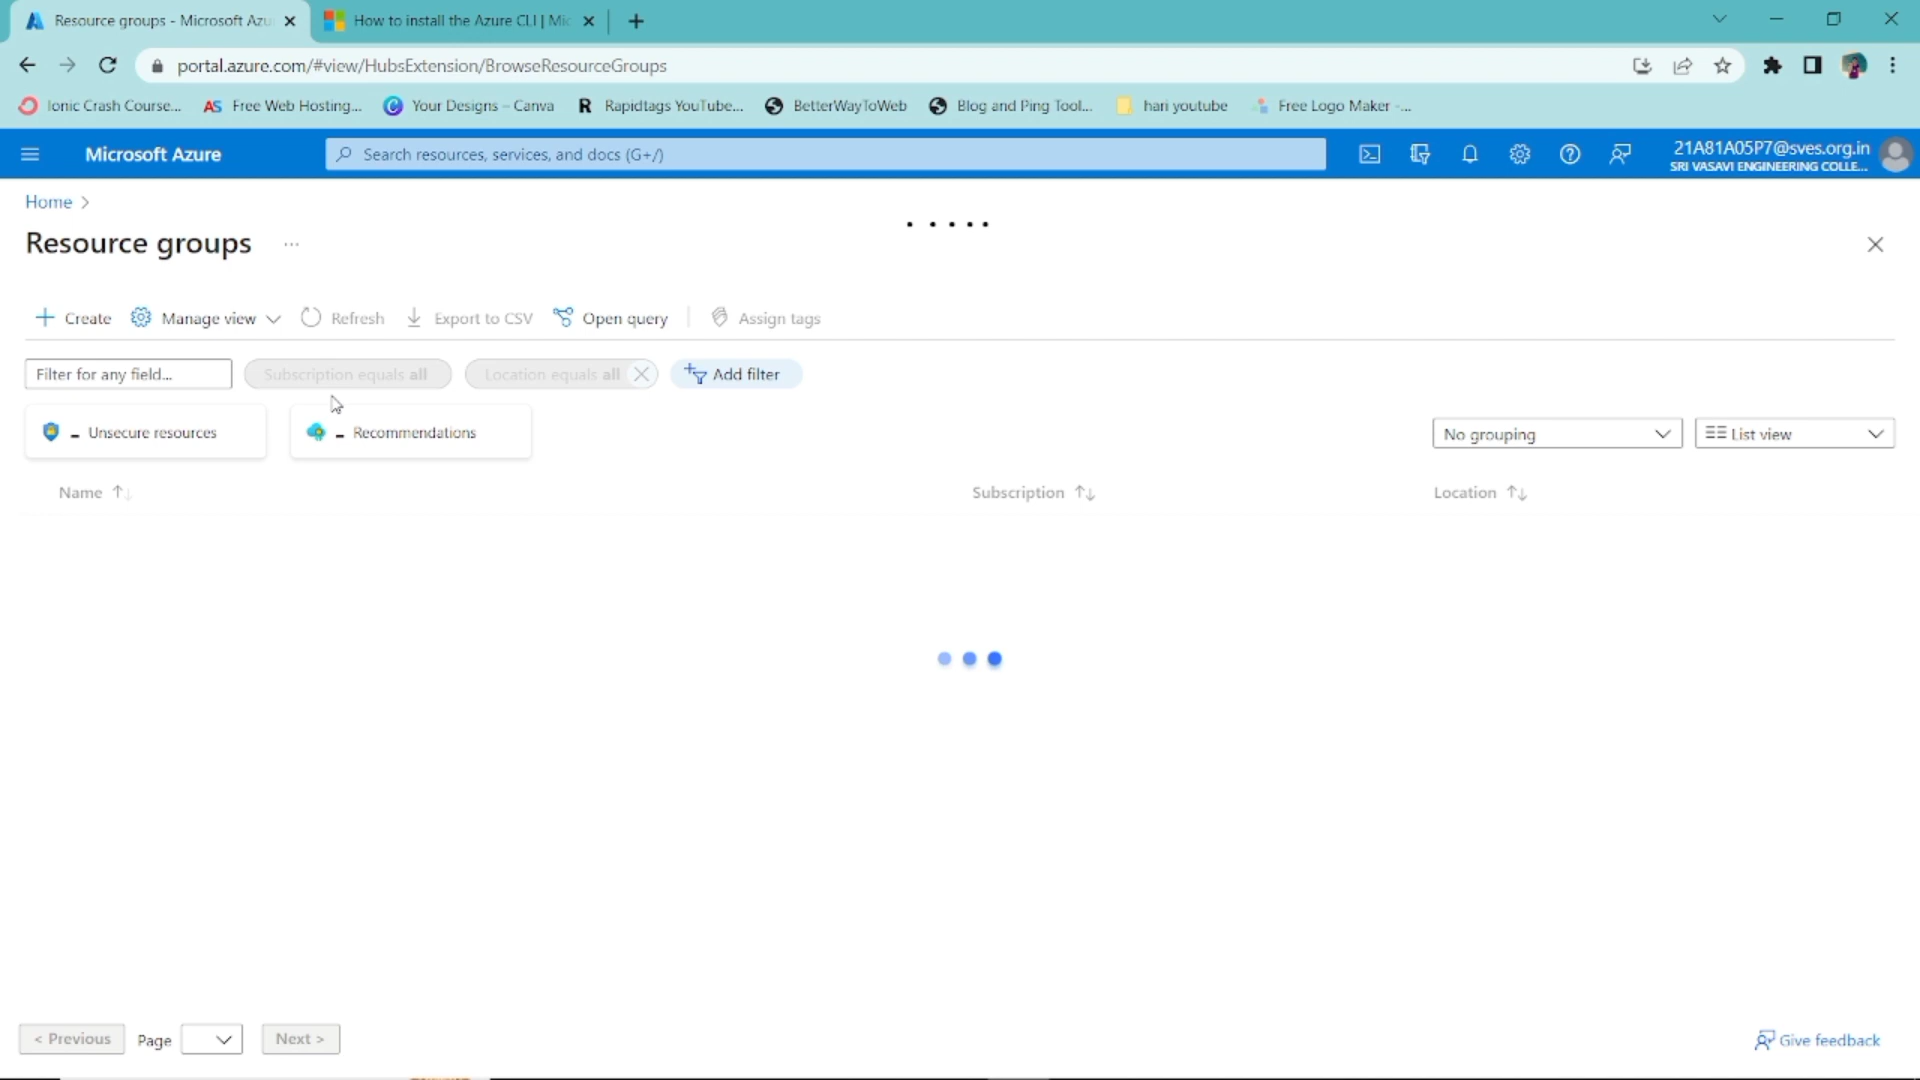 Resource groups - Microsoft Azu
How to install the Azure CLI | Mic
portal.azure.com/#view/HubsExtension/BrowseResourceGroups
Ionic Crash Course...
AS Free Web Hosting...
Your Designs – Canva
R Rapidtags YouTube...
BetterWayToWeb
Blog and Ping Tool...
hari youtube
Free Logo Maker -...
Microsoft Azure
Search resources, services, and docs (G+/)
21A81A05P7@sves.org.in
SRI VASAVI ENGINEERING COLLE...
Home >
Resource groups ...
+ Create
Manage view
Refresh
Export to CSV
Open query
Assign tags
Filter for any field...
Subscription equals all
Location equals all
Add filter
- Unsecure resources
- Recommendations
No grouping
List view
Name ↑↓
Subscription ↑↓
Location ↑↓
< Previous
Page
Next >
Give feedback